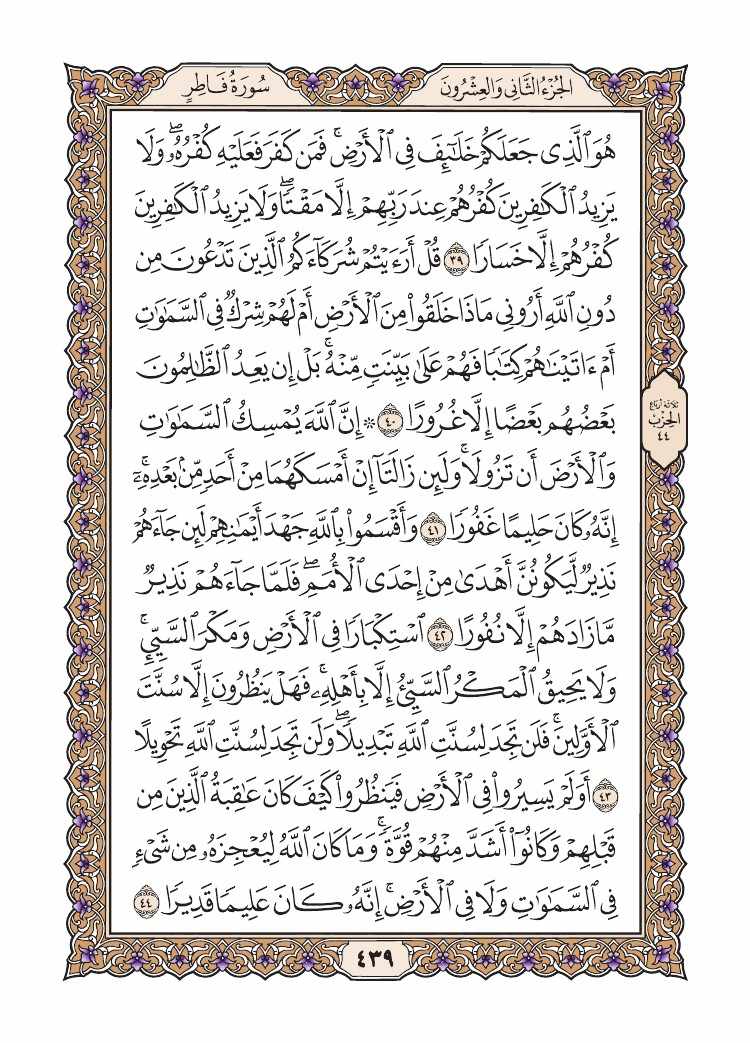 الجُزْءُ الثَّانِي وَالعِشْرُونَ
سُورَةُ فَاطِرٍ
هُوَ ٱلَّذِى جَعَلَكُمْ خَلَـٰٓئِفَ فِى ٱلْأَرْضِ ۚ فَمَن كَفَرَ فَعَلَيْهِ كُفْرُهُۥ ۖ وَلَا
يَزِيدُ ٱلْكَـٰفِرِينَ كُفْرُهُمْ عِندَ رَبِّهِمْ إِلَّا مَقْتًا ۖ وَلَا يَزِيدُ ٱلْكَـٰفِرِينَ
كُفْرُهُمْ إِلَّا خَسَارًا ٣٩ قُلْ أَرَءَيْتُمْ شُرَكَآءَكُمُ ٱلَّذِينَ تَدْعُونَ مِن
دُونِ ٱللَّهِ أَرُونِى مَاذَا خَلَقُوا۟ مِنَ ٱلْأَرْضِ أَمْ لَهُمْ شِرْكٌ فِى ٱلسَّمَـٰوَٰتِ
أَمْ ءَاتَيْنَـٰهُمْ كِتَـٰبًا فَهُمْ عَلَىٰ بَيِّنَتٍ مِّنْهُ ۚ بَلْ إِن يَعِدُ ٱلظَّـٰلِمُونَ
بَعْضُهُم بَعْضًا إِلَّا غُرُورًا ٤٠ ۞ إِنَّ ٱللَّهَ يُمْسِكُ ٱلسَّمَـٰوَٰتِ
وَٱلْأَرْضَ أَن تَزُولَا ۚ وَلَئِن زَالَتَآ إِنْ أَمْسَكَهُمَا مِنْ أَحَدٍ مِّنۢ بَعْدِهِۦٓ ۚ
إِنَّهُۥ كَانَ حَلِيمًا غَفُورًا ٤١ وَأَقْسَمُوا۟ بِٱللَّهِ جَهْدَ أَيْمَـٰنِهِمْ لَئِن جَآءَهُمْ
نَذِيرٌ لَّيَكُونُنَّ أَهْدَىٰ مِنْ إِحْدَى ٱلْأُمَمِ ۖ فَلَمَّا جَآءَهُمْ نَذِيرٌ
مَّا زَادَهُمْ إِلَّا نُفُورًا ٤٢ ٱسْتِكْبَارًا فِى ٱلْأَرْضِ وَمَكْرَ ٱلسَّيِّئِ ۚ
وَلَا يَحِيقُ ٱلْمَكْرُ ٱلسَّيِّئُ إِلَّا بِأَهْلِهِۦ ۚ فَهَلْ يَنظُرُونَ إِلَّا سُنَّتَ
ٱلْأَوَّلِينَ ۚ فَلَن تَجِدَ لِسُنَّتِ ٱللَّهِ تَبْدِيلًا ۖ وَلَن تَجِدَ لِسُنَّتِ ٱللَّهِ تَحْوِيلًا
٤٣ أَوَلَمْ يَسِيرُوا۟ فِى ٱلْأَرْضِ فَيَنظُرُوا۟ كَيْفَ كَانَ عَـٰقِبَةُ ٱلَّذِينَ مِن
قَبْلِهِمْ وَكَانُوٓا۟ أَشَدَّ مِنْهُمْ قُوَّةً ۚ وَمَا كَانَ ٱللَّهُ لِيُعْجِزَهُۥ مِن شَىْءٍ
فِى ٱلسَّمَـٰوَٰتِ وَلَا فِى ٱلْأَرْضِ ۚ إِنَّهُۥ كَانَ عَلِيمًا قَدِيرًا ٤٤
ثلاثة أرباع
الحزب
٤٤
٤٣٩